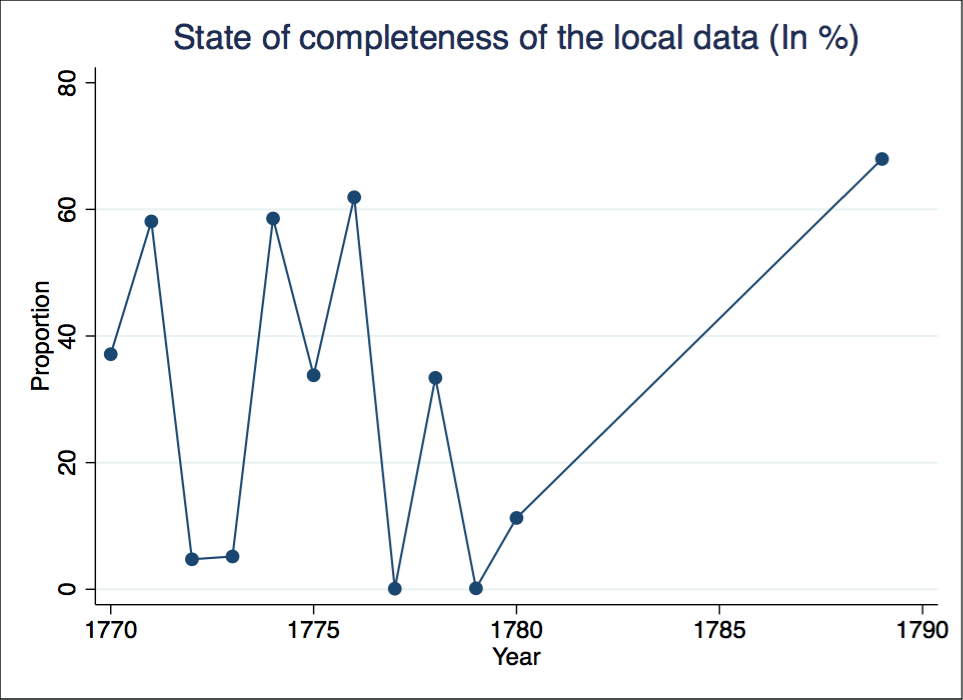 State of completeness of the local data (In %)
80
60
40
20
0
Proportion
1770 1775 1780 1785 1790
Year